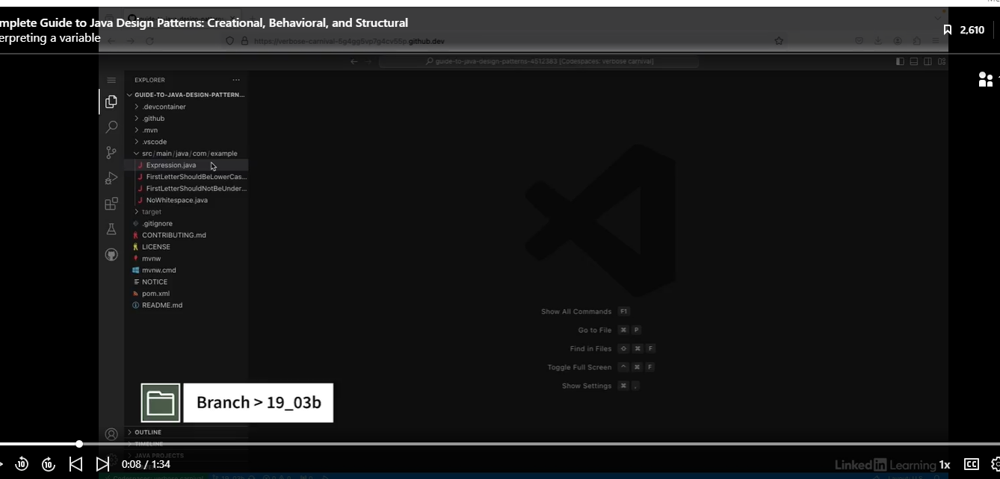 mplete Guide to Java Design Patterns: Creational, Behavioral, and Structural
erpreting a variable
2,610
https://verbose-carnival-5g4gg5vp7g4cv55p.github.dev
guide-to-java-design-patterns-4512383 [Codespaces: verbose carnival]
EXPLORER
GUIDE-TO-JAVA-DESIGN-PATTERN...
.devcontainer
.github
.mvn
.vscode
src/main/java/com/example
Expression.java
FirstLetterShouldBeLowerCas...
FirstLetterShouldNotBeUnder...
NoWhitespace.java
target
.gitignore
CONTRIBUTING.md
LICENSE
mvnw
mvnw.cmd
NOTICE
pom.xml
README.md
Show All Commands F1
Go to File ⌘ P
Find in Files ⇧ ⌘ F
Toggle Full Screen ^ ⌘ F
Show Settings ⌘ ,
Branch > 19_03b
OUTLINE
TIMELINE
JAVA PROJECTS
10 10 0:08 / 1:34
LinkedIn Learning 1x CC